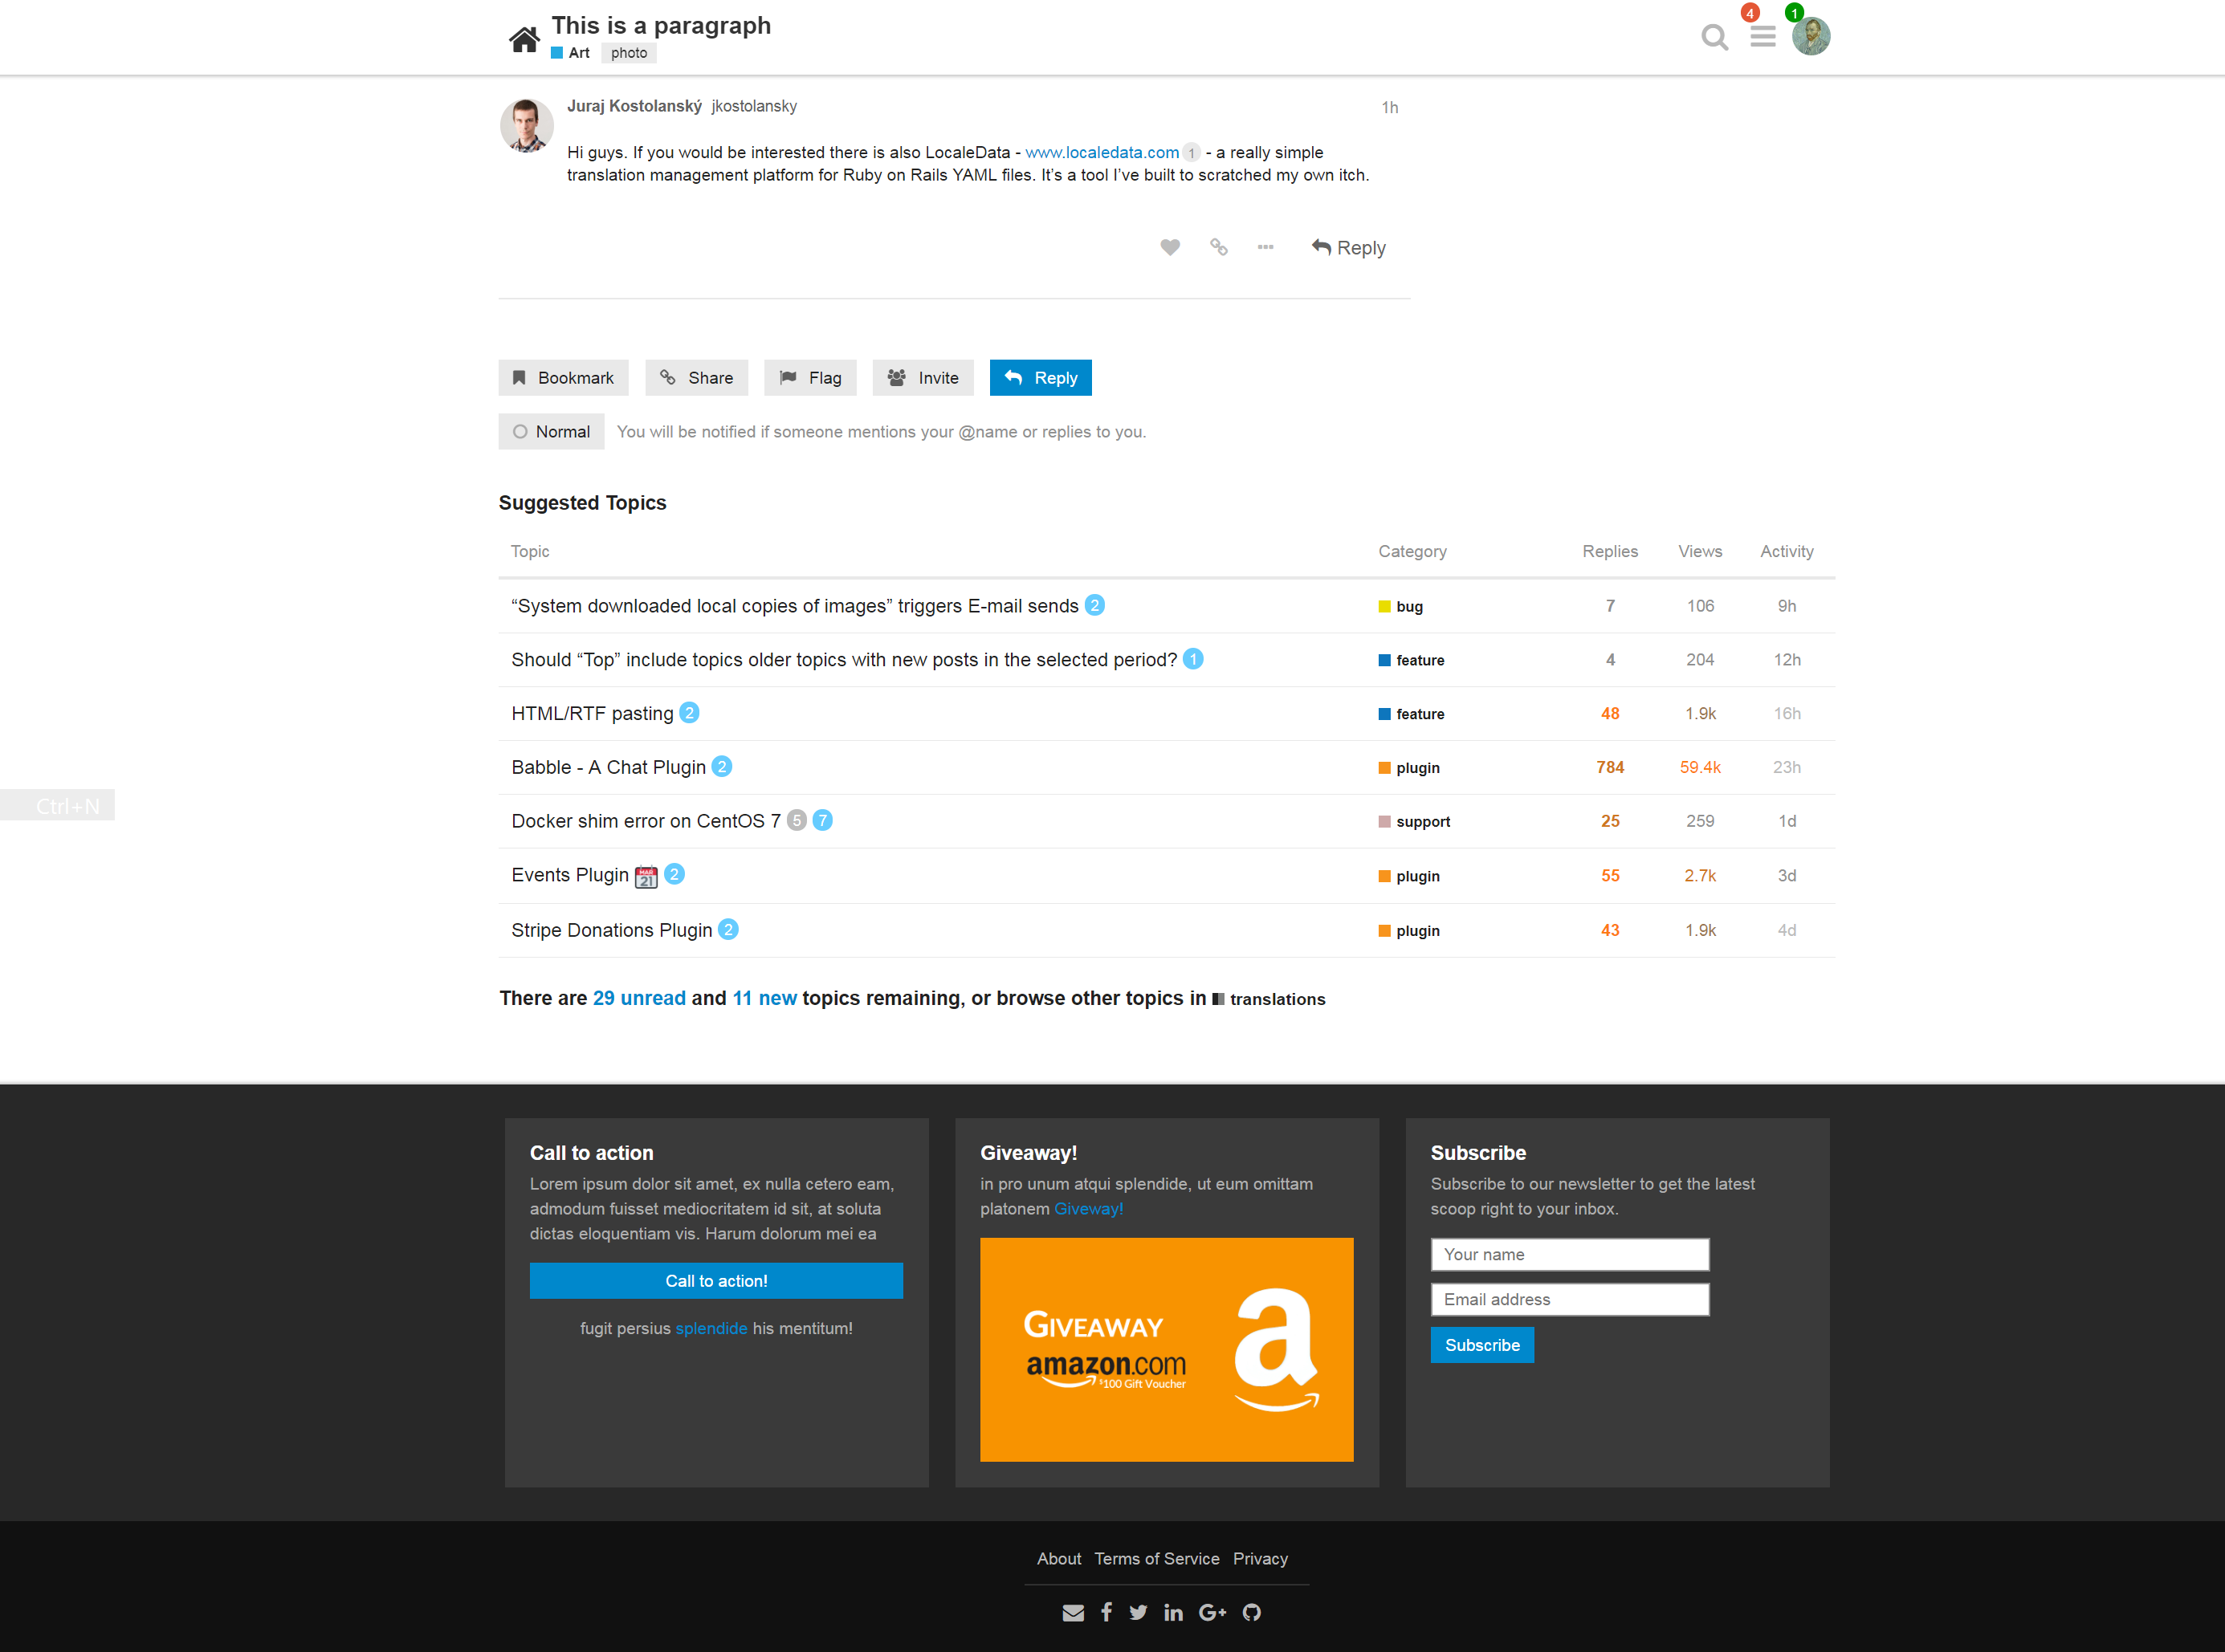 This is a paragraph
4
1
Art photo
Juraj Kostolanský jkostolansky 1h
Hi guys. If you would be interested there is also LocaleData - www.localedata.com 1 - a really simple
translation management platform for Ruby on Rails YAML files. It’s a tool I’ve built to scratched my own itch.
Reply
Bookmark Share Flag Invite Reply
Normal You will be notified if someone mentions your @name or replies to you.
Suggested Topics
Topic Category Replies Views Activity
“System downloaded local copies of images” triggers E-mail sends 2 bug 7 106 9h
Should “Top” include topics older topics with new posts in the selected period? 1 feature 4 204 12h
HTML/RTF pasting 2 feature 48 1.9k 16h
Babble - A Chat Plugin 2 plugin 784 59.4k 23h
Ctrl+N
Docker shim error on CentOS 7 5 7 support 25 259 1d
Events Plugin MAR 21 2 plugin 55 2.7k 3d
Stripe Donations Plugin 2 plugin 43 1.9k 4d
There are 29 unread and 11 new topics remaining, or browse other topics in translations
Call to action
Lorem ipsum dolor sit amet, ex nulla cetero eam,
admodum fuisset mediocritatem id sit, at soluta
dictas eloquentiam vis. Harum dolorum mei ea
Call to action!
fugit persius splendide his mentitum!
Giveaway!
in pro unum atqui splendide, ut eum omittam
platonem Giveway!
GIVEAWAY
amazon.com
$100 Gift Voucher
a
Subscribe
Subscribe to our newsletter to get the latest
scoop right to your inbox.
Your name
Email address
Subscribe
About Terms of Service Privacy